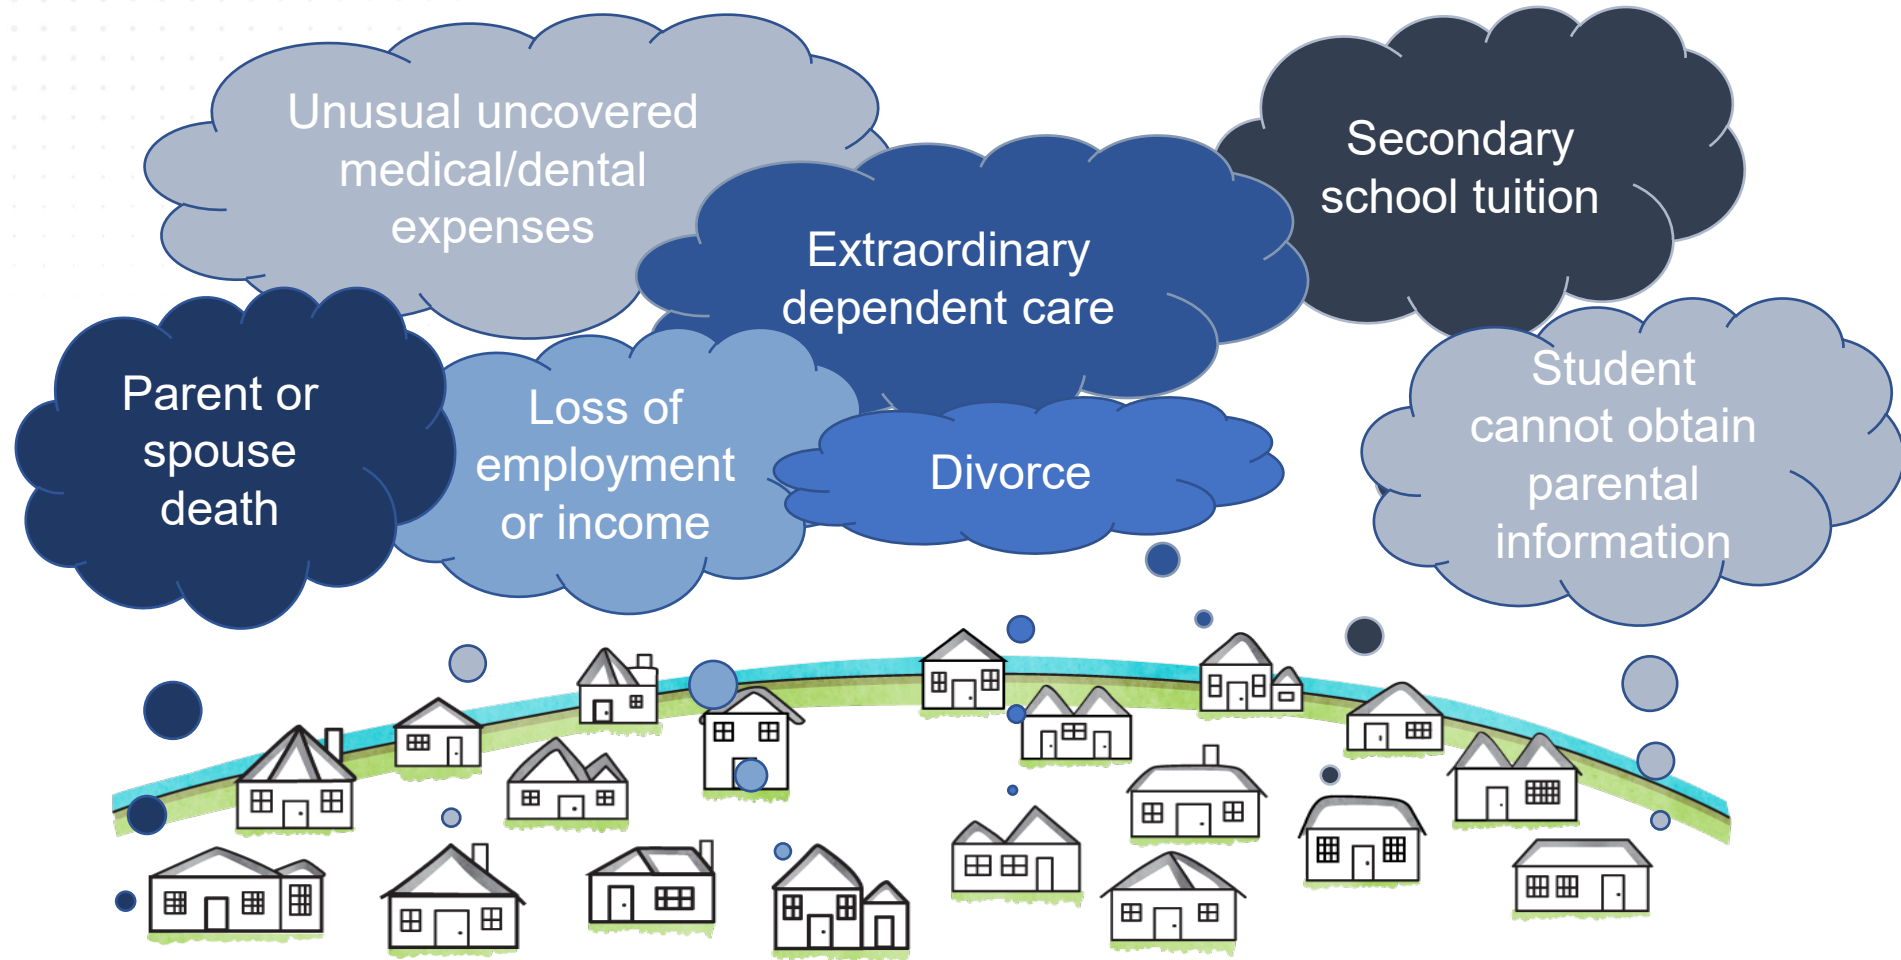 Unusual uncovered
medical/dental
expenses
Secondary
school tuition
Extraordinary
dependent care
Parent or
spouse
death
Loss of
employment
or income
Divorce
Student
cannot obtain
parental
information